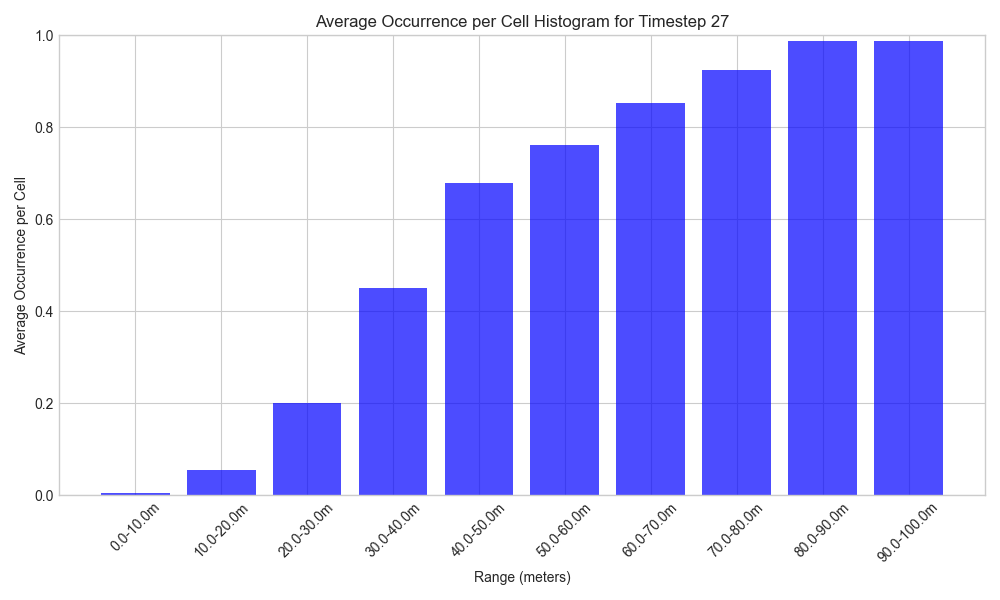 Average Occurrence per Cell Histogram for Timestep 27
Average Occurrence per Cell
1.0
0.8
0.6
0.4
0.2
0.0
0.0-10.0m
10.0-20.0m
20.0-30.0m
30.0-40.0m
40.0-50.0m
50.0-60.0m
60.0-70.0m
70.0-80.0m
80.0-90.0m
90.0-100.0m
Range (meters)